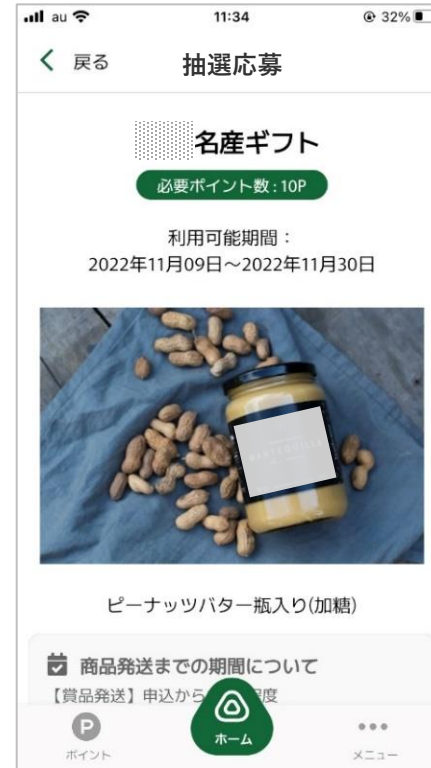 au
11:34
32%
戻る
抽選応募
名産ギフト
必要ポイント数:10P
利用可能期間:
2022年11月09日~2022年11月30日
ピーナッツバター瓶入り(加糖)
商品発送までの期間について
【賞品発送】申込から
程度
P
ポイント
ホーム
メニュー